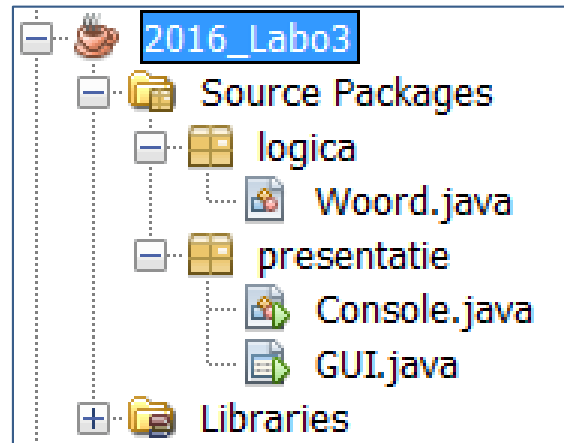 2016_Labo3
Source Packages
logica
Woord.java
presentatie
Console.java
GUI.java
Libraries